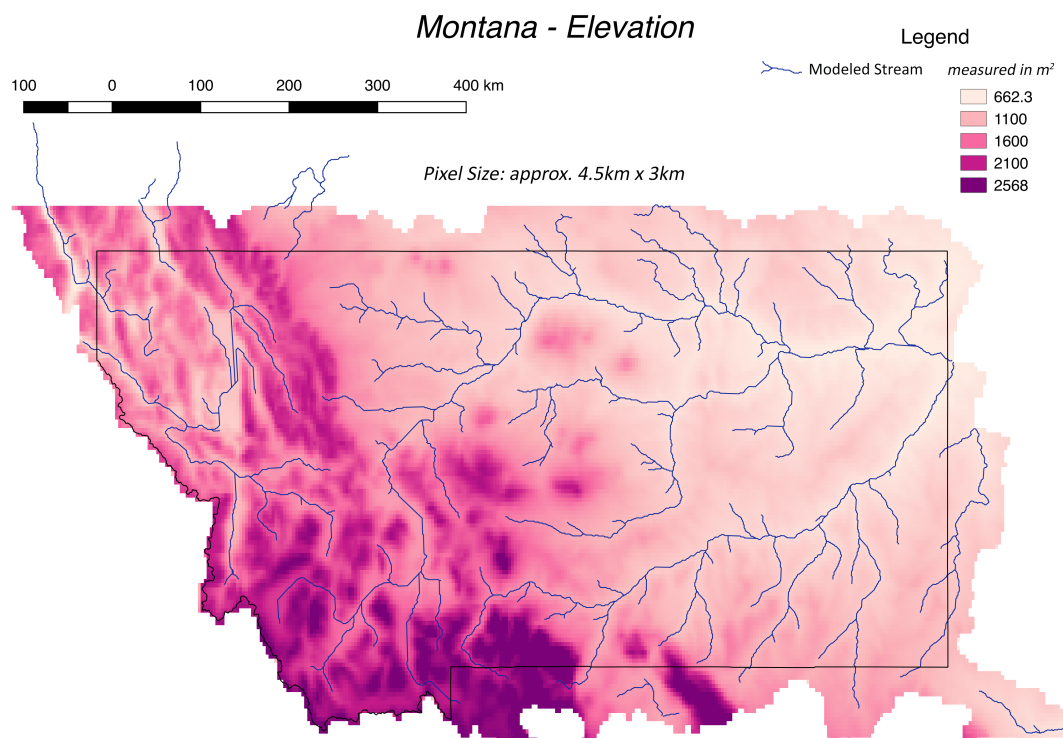 Montana - Elevation
Legend
Modeled Stream
measured in m²
662.3
1100
1600
2100
2568
100 0 100 200 300 400 km
Pixel Size: approx. 4.5km x 3km